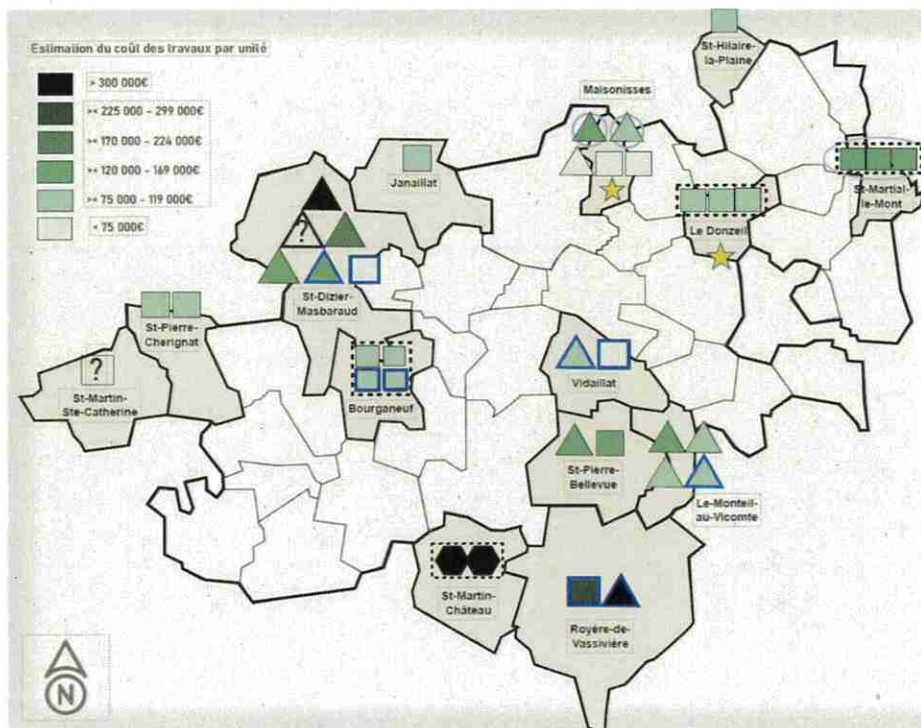 Estimation du coût des travaux par unité
> 300 000€
>< 225 000 - 299 000€
>< 170 000 - 224 000€
>< 120 000 - 169 000€
>< 75 000 - 119 000€
< 75 000€
St-Hilaire-
la-Plaine
Maisonisses
Janaillat
St-Martial-
le-Mont
Le Donzeil
?
St-Dizier-
Masbaraud
St-Pierre-
Cherignat
?
St-Martin-
Ste-Catherine
Bourganeuf
Vidaillat
St-Pierre-
Bellevue
Le-Monteil-
au-Vicomte
St-Martin-
Château
Royère-de-
Vassivière
N